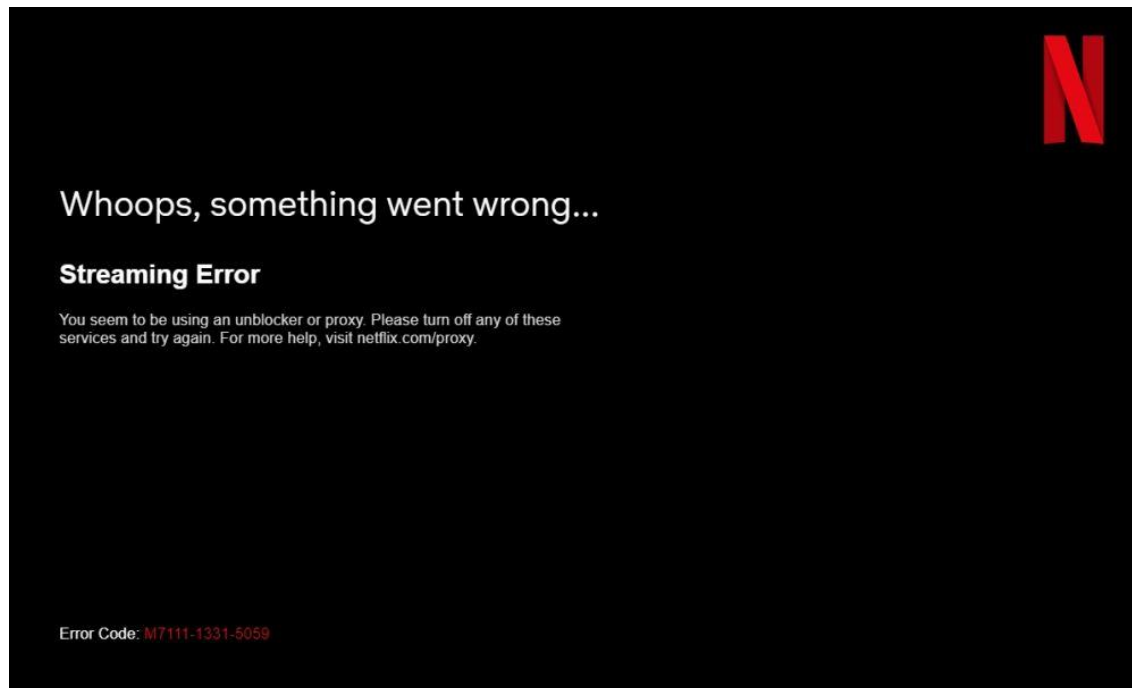 Whoops, something went wrong...
Streaming Error
You seem to be using an unblocker or proxy. Please turn off any of these
services and try again. For more help, visit netflix.com/proxy.
Error Code: M7111-1331-5059